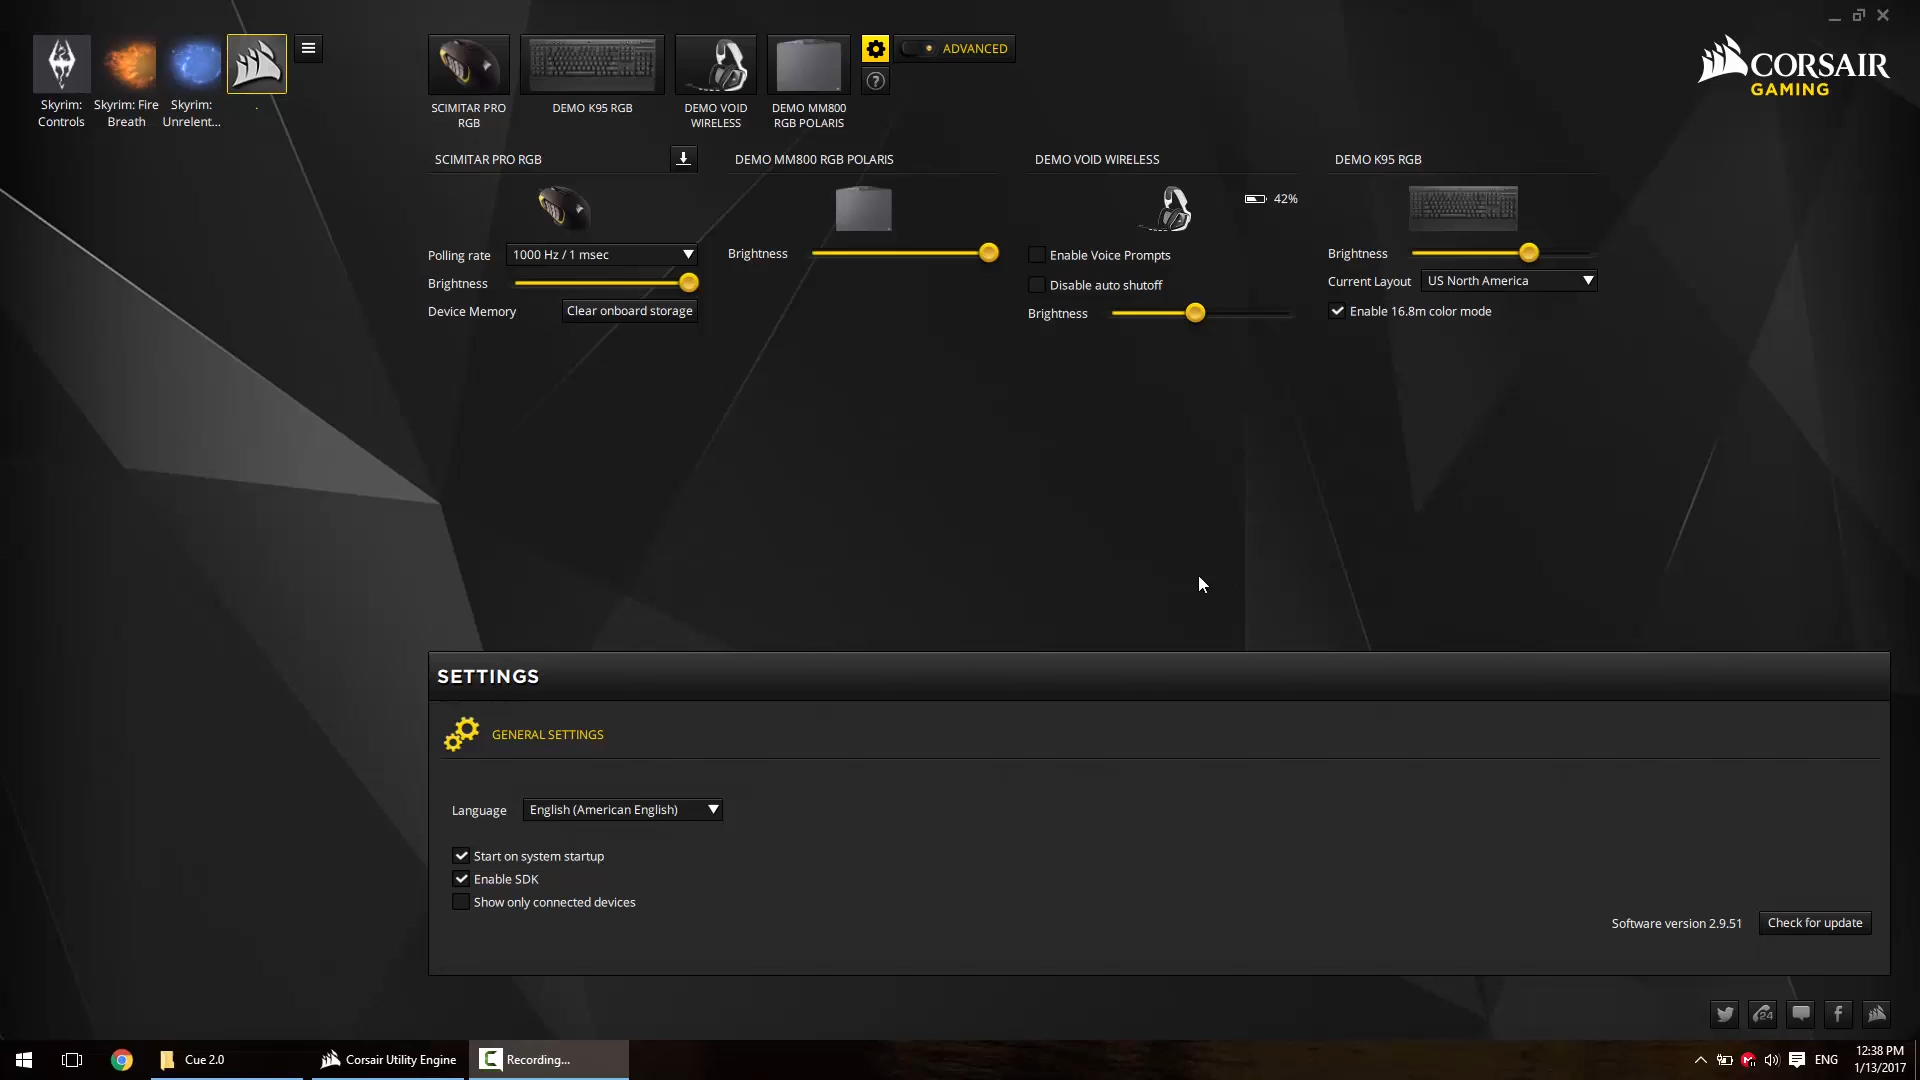 Skyrim: Controls
Skyrim: Fire Breath
Skyrim: Unrelent...
.
SCIMITAR PRO RGB
DEMO K95 RGB
DEMO VOID WIRELESS
DEMO MM800 RGB POLARIS
ADVANCED
CORSAIR
GAMING
SCIMITAR PRO RGB
Polling rate
1000 Hz / 1 msec
Brightness
Device Memory
Clear onboard storage
DEMO MM800 RGB POLARIS
Brightness
DEMO VOID WIRELESS
42%
Enable Voice Prompts
Disable auto shutoff
Brightness
DEMO K95 RGB
Brightness
Current Layout
US North America
Enable 16.8m color mode
SETTINGS
GENERAL SETTINGS
Language
English (American English)
Start on system startup
Enable SDK
Show only connected devices
Software version 2.9.51
Check for update
24
Cue 2.0
Corsair Utility Engine
Recording...
ENG
12:38 PM
1/13/2017